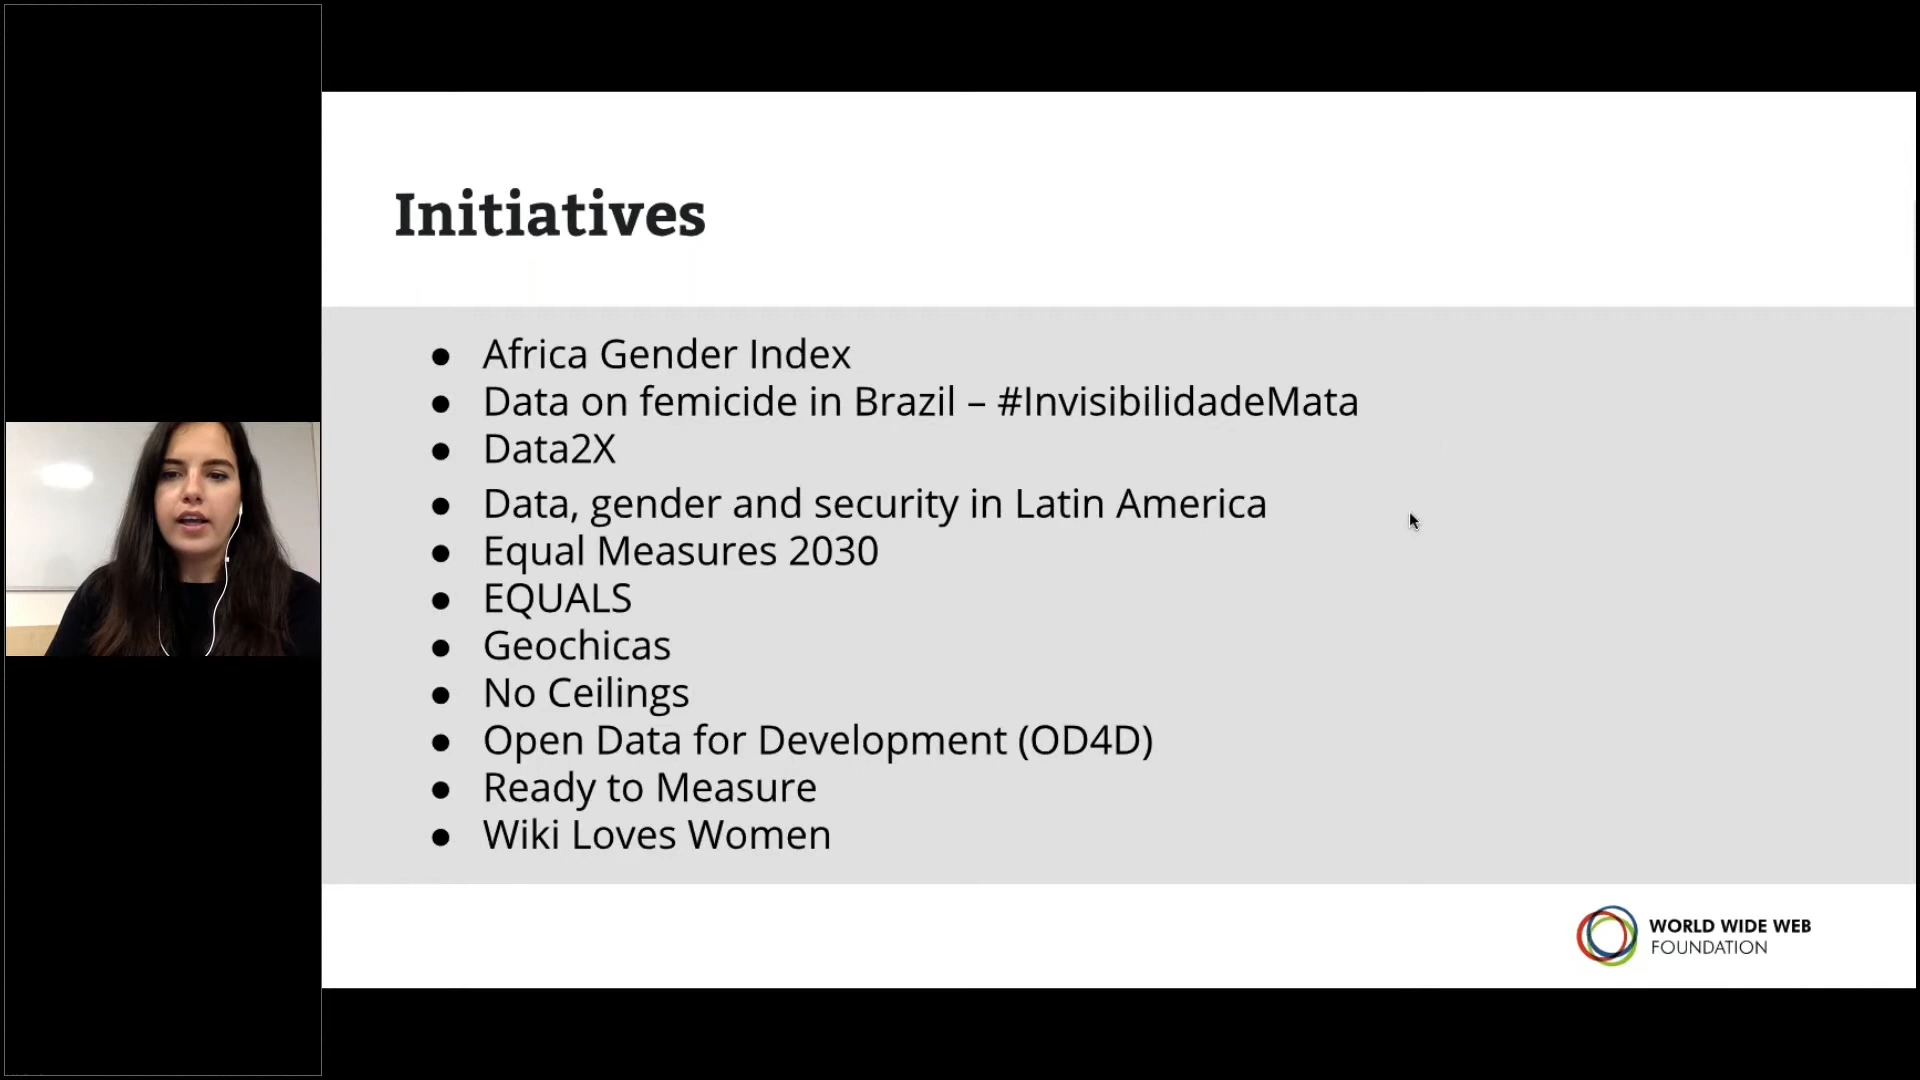 Initiatives
● Africa Gender Index
● Data on femicide in Brazil – #InvisibilidadeMata
● Data2X
● Data, gender and security in Latin America
● Equal Measures 2030
● EQUALS
● Geochicas
● No Ceilings
● Open Data for Development (OD4D)
● Ready to Measure
● Wiki Loves Women
WORLD WIDE WEB
FOUNDATION